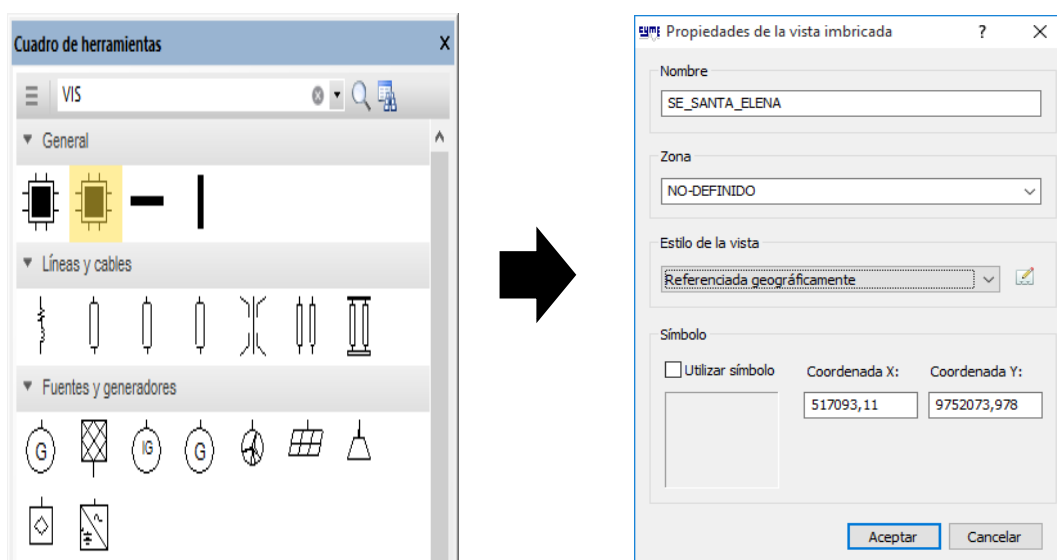 Cuadro de herramientas X
VIS
General
Líneas y cables
Fuentes y generadores
G IG G
CYME Propiedades de la vista imbricada ?
Nombre
SE_SANTA_ELENA
Zona
NO-DEFINIDO
Estilo de la vista
Referenciada geográficamente
Símbolo
Utilizar símbolo Coordenada X: Coordenada Y:
517093,11 9752073,978
Aceptar Cancelar